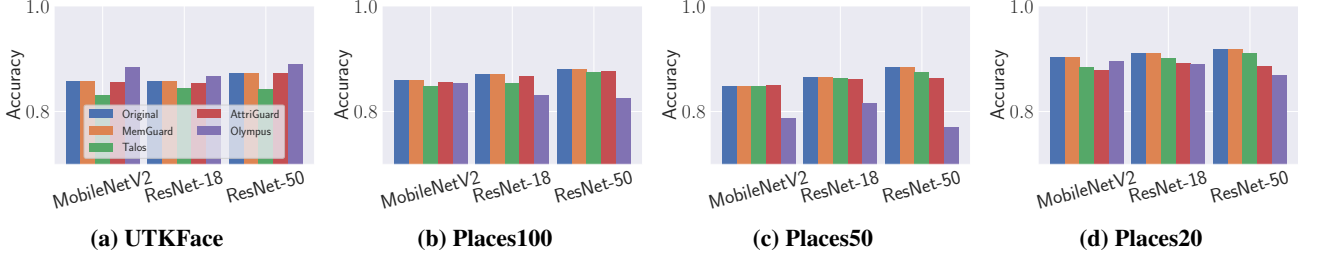 1.0
0.8
Accuracy
Original
MemGuard
Talos
AttriGuard
Olympus
MobileNetV2
ResNet-18
ResNet-50
(a) UTKFace
1.0
0.8
Accuracy
MobileNetV2
ResNet-18
ResNet-50
(b) Places100
1.0
0.8
Accuracy
MobileNetV2
ResNet-18
ResNet-50
(c) Places50
1.0
0.8
Accuracy
MobileNetV2
ResNet-18
ResNet-50
(d) Places20